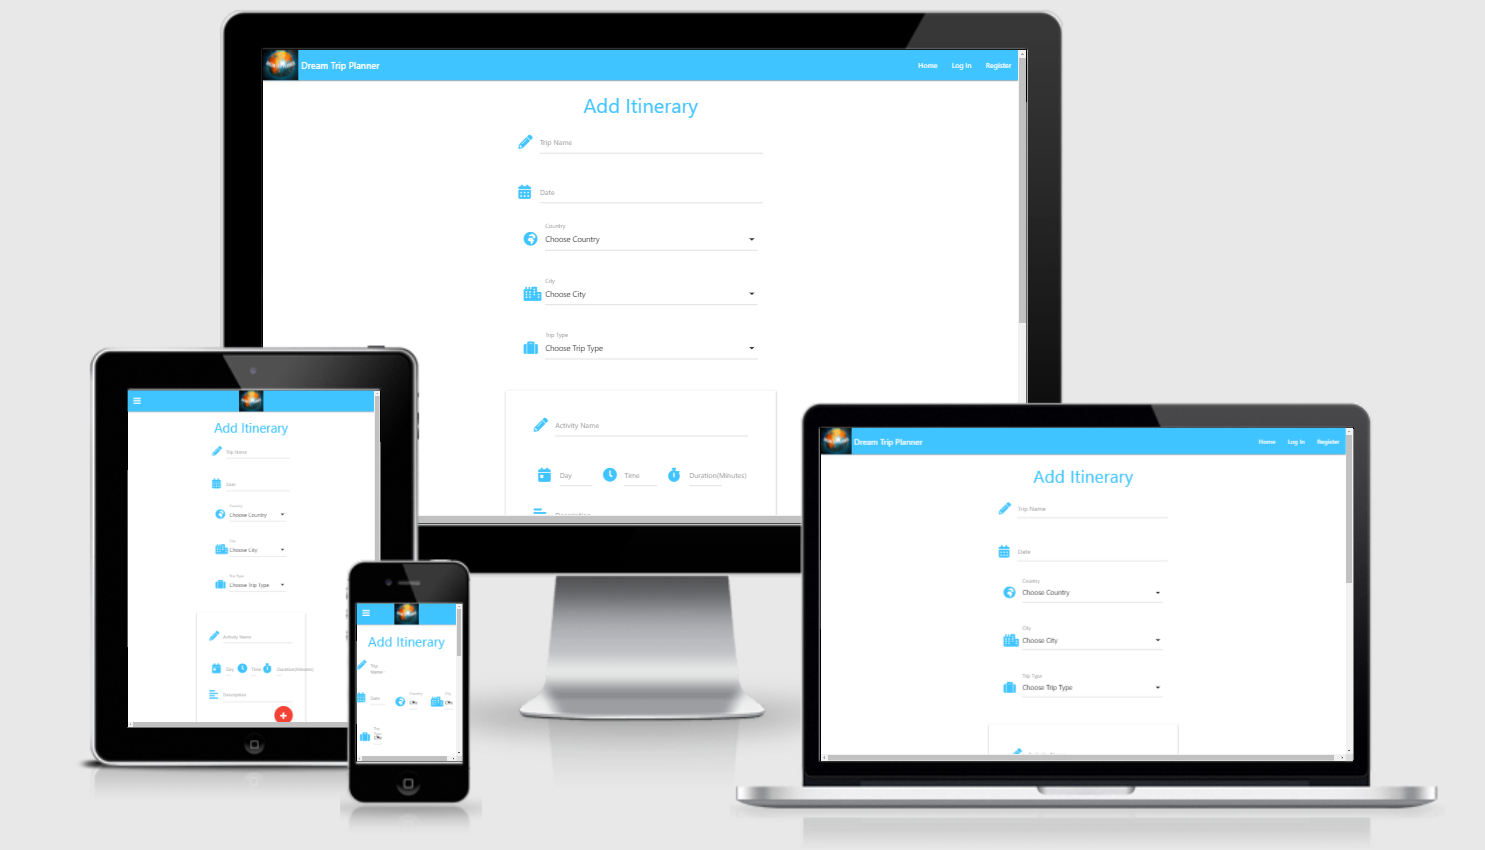 Dream Trip Planner
Home Log In Register
Add Itinerary
Trip Name
Date
Country
Choose Country
City
Choose City
Trip Type
Choose Trip Type
Activity Name
Day Time Duration(Minutes)
Description
Add Itinerary
Trip Name
Date
Country
Choose Country
City
Choose City
Trip Type
Choose Trip Type
Activity Name
Day Time Duration(Minutes)
Description
Add Itinerary
Trip
Name
Date Country City
Trip
Type
Dream Trip Planner
Home Log In Register
Add Itinerary
Trip Name
Date
Country
Choose Country
City
Choose City
Trip Type
Choose Trip Type